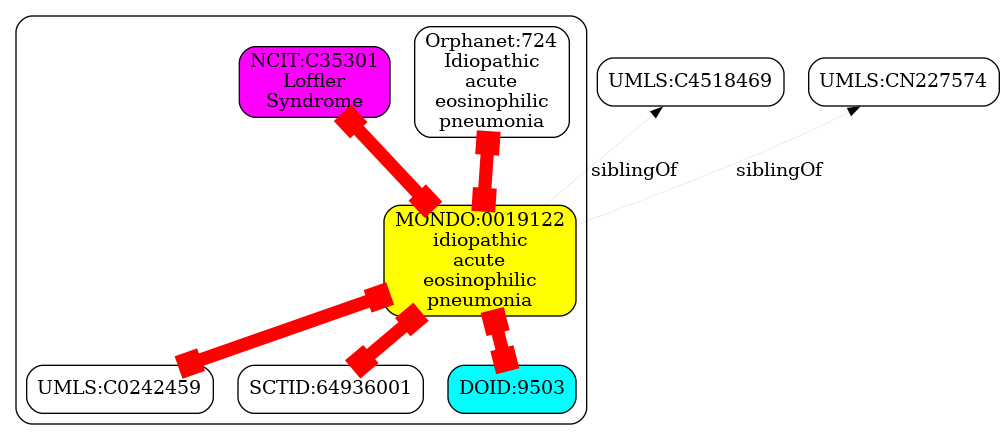 NCIT:C35301
Loffler
Syndrome
Orphanet:724
Idiopathic
acute
eosinophilic
pneumonia
UMLS:C4518469
UMLS:CN227574
siblingOf
siblingOf
MONDO:0019122
idiopathic
acute
eosinophilic
pneumonia
UMLS:C0242459
SCTID:64936001
DOID:9503